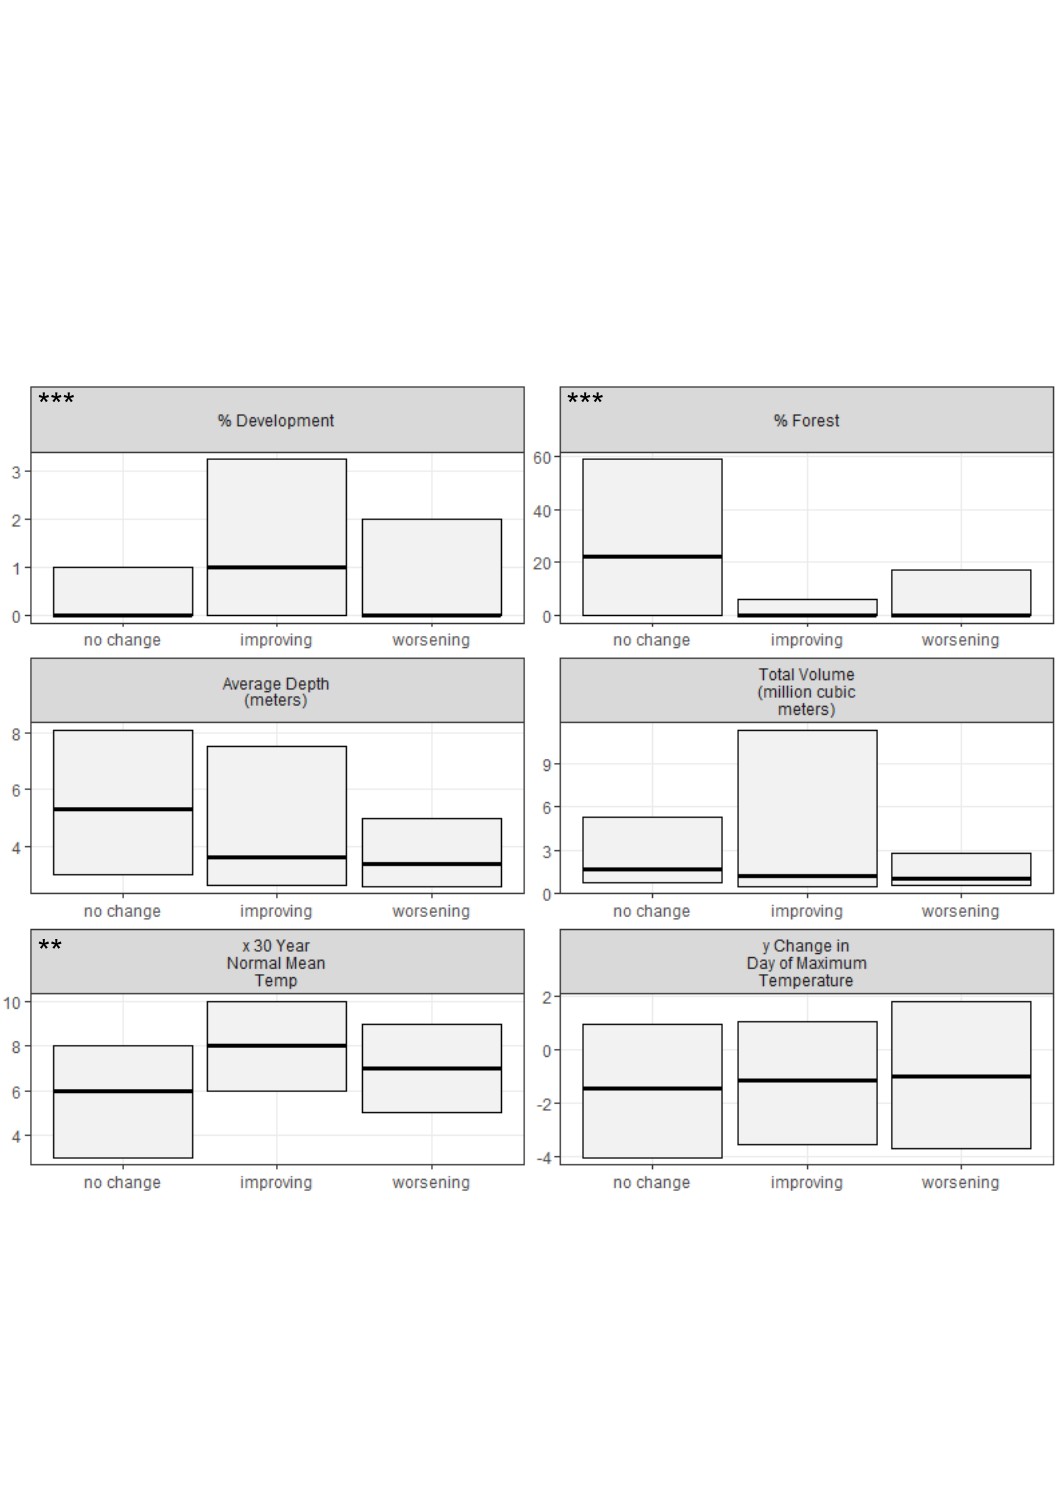 ***
% Development
3
2
1
0
no change improving worsening
***
% Forest
60
40
20
0
no change improving worsening
Average Depth
(meters)
8
6
4
no change improving worsening
Total Volume
(million cubic
meters)
9
6
3
0
no change improving worsening
**
x 30 Year
Normal Mean
Temp
10
8
6
4
no change improving worsening
y Change in
Day of Maximum
Temperature
2
0
-2
-4
no change improving worsening